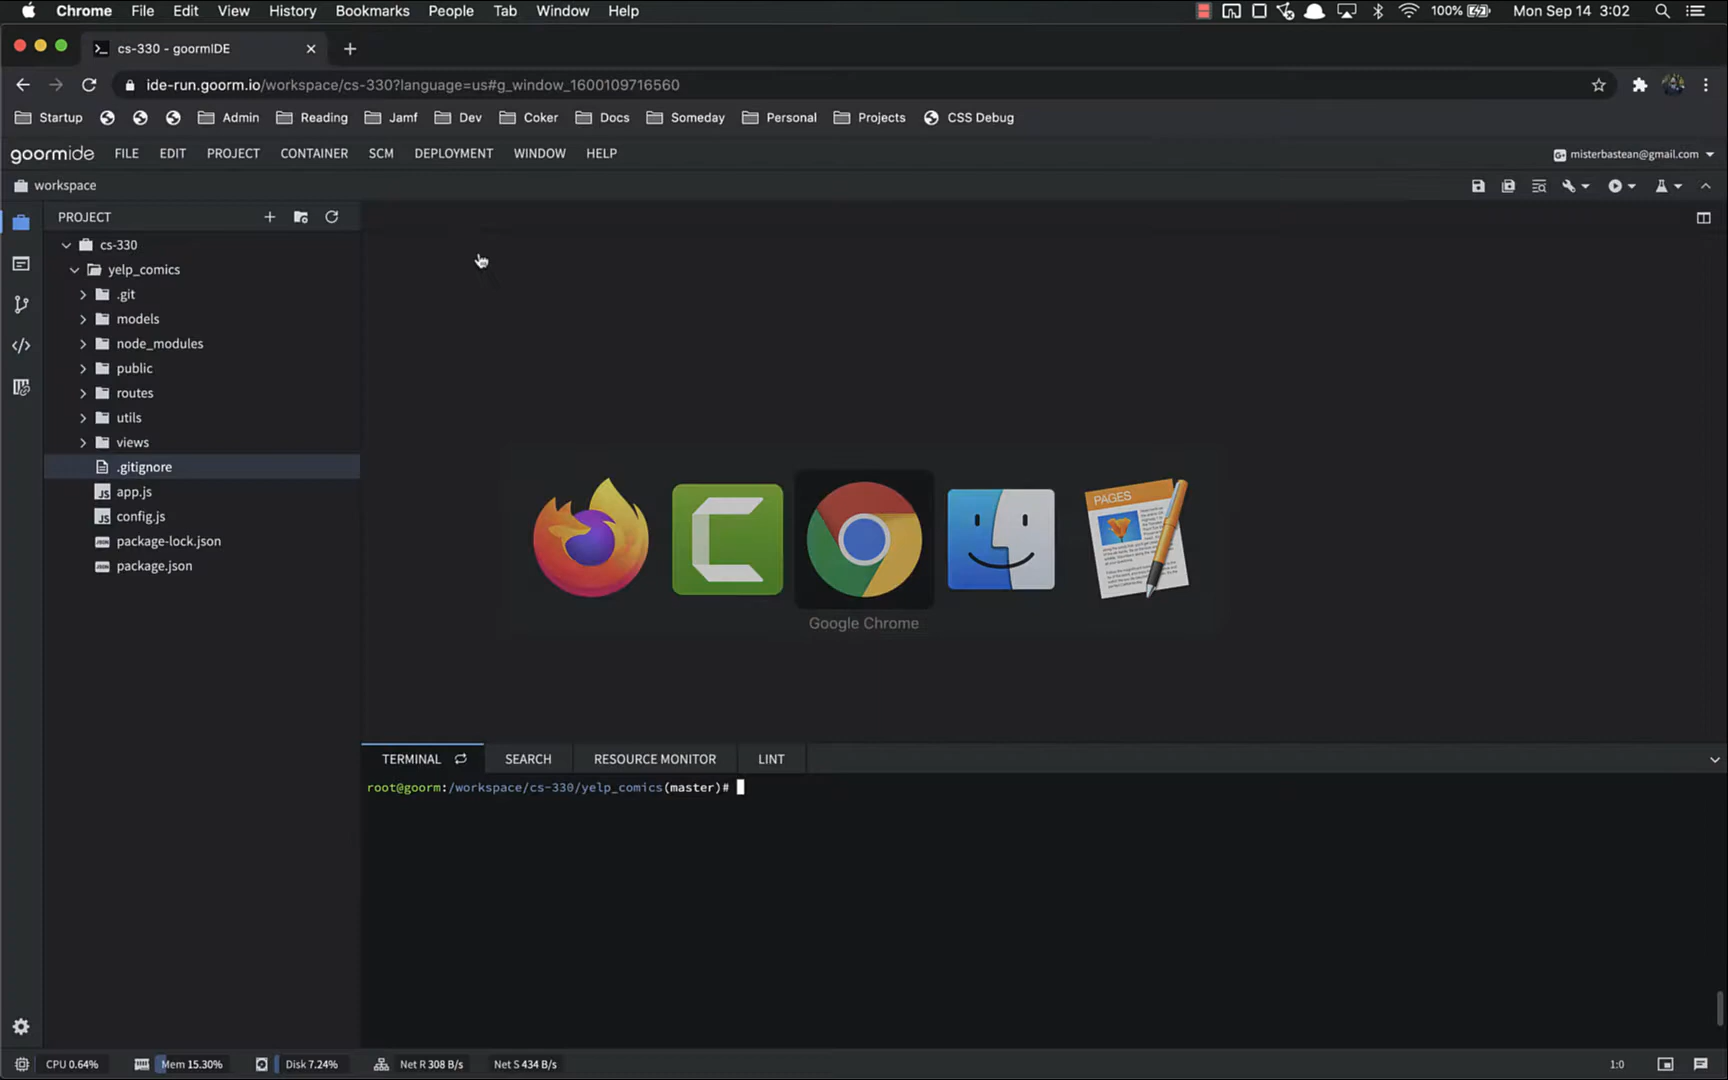 Chrome File Edit View History Bookmarks People Tab Window Help 100% Mon Sep 14 3:02
cs-330 - goormIDE
ide-run.goorm.io/workspace/cs-330?language=us#g_window_1600109716560
Startup Admin Reading Jamf Dev Coker Docs Someday Personal Projects CSS Debug
goormide FILE EDIT PROJECT CONTAINER SCM DEPLOYMENT WINDOW HELP misterbastean@gmail.com
workspace
PROJECT
cs-330
yelp_comics
.git
models
node_modules
public
routes
utils
views
.gitignore
JS app.js
JS config.js
JSON package-lock.json
JSON package.json
PAGES
Google Chrome
TERMINAL SEARCH RESOURCE MONITOR LINT
root@goorm:/workspace/cs-330/yelp_comics(master)#
CPU 0.64% Mem 15.30% Disk 7.24% Net R 308 B/s Net S 434 B/s 1:0